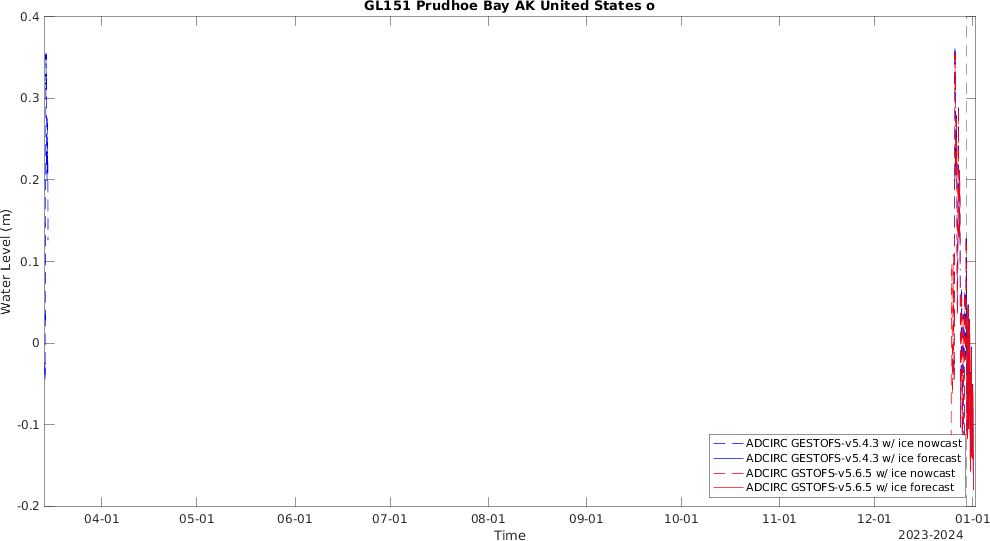 GL151 Prudhoe Bay AK United States o
0.4
0.3
0.2
0.1
0
-0.1
-0.2
Water Level (m)
ADCIRC GESTOFS-v5.4.3 w/ ice nowcast
ADCIRC GESTOFS-v5.4.3 w/ ice forecast
ADCIRC GSTOFS-v5.6.5 w/ ice nowcast
ADCIRC GSTOFS-v5.6.5 w/ ice forecast
04-01 05-01 06-01 07-01 08-01 09-01 10-01 11-01 12-01 01-01
Time
2023-2024